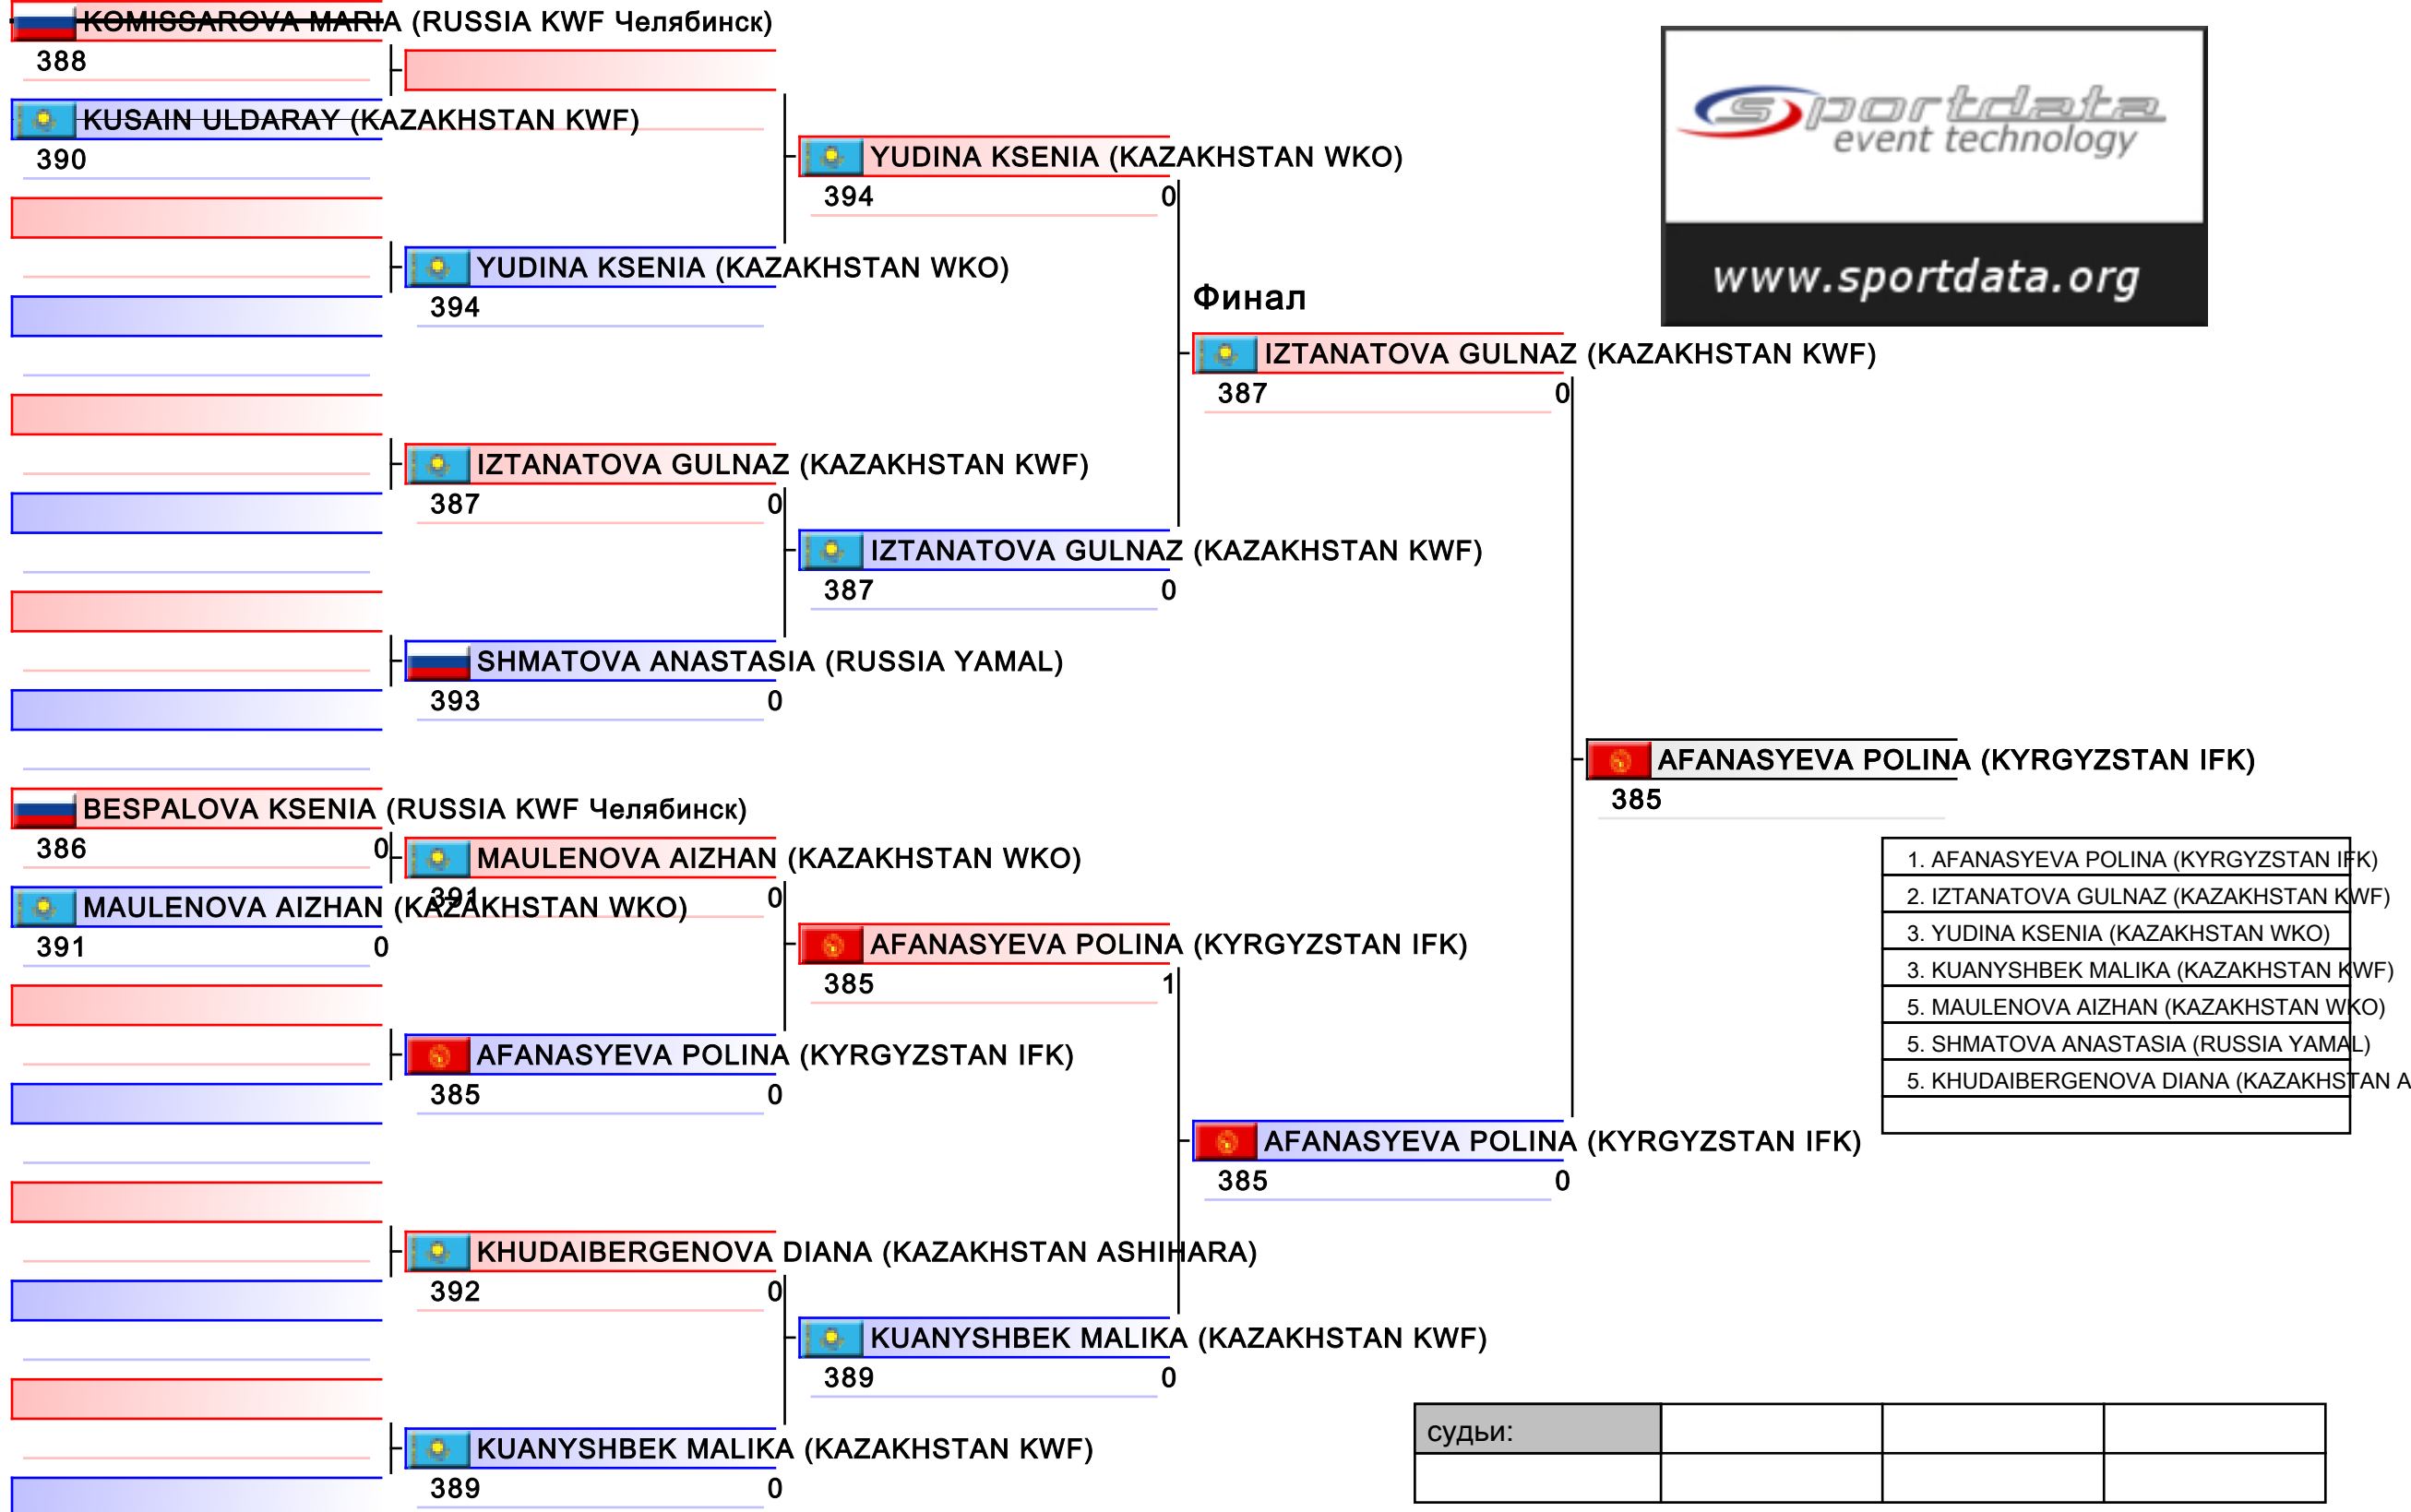 KOMISSAROVA MARIA (RUSSIA KWF Челябинск)
388
KUSAIN ULDARAY (KAZAKHSTAN KWF)
390
YUDINA KSENIA (KAZAKHSTAN WKO)
394
IZTANATOVA GULNAZ (KAZAKHSTAN KWF)
387 0
SHMATOVA ANASTASIA (RUSSIA YAMAL)
393 0
BESPALOVA KSENIA (RUSSIA KWF Челябинск)
386 0
MAULENOVA AIZHAN (KAZAKHSTAN WKO)
391 0
MAULENOVA AIZHAN (KAZAKHSTAN WKO)
391 0
AFANASYEVA POLINA (KYRGYZSTAN IFK)
385 0
KHUDAIBERGENOVA DIANA (KAZAKHSTAN ASHIHARA)
392 0
KUANYSHBEK MALIKA (KAZAKHSTAN KWF)
389 0
YUDINA KSENIA (KAZAKHSTAN WKO)
394 0
IZTANATOVA GULNAZ (KAZAKHSTAN KWF)
387 0
AFANASYEVA POLINA (KYRGYZSTAN IFK)
385 1
KUANYSHBEK MALIKA (KAZAKHSTAN KWF)
389 0
Финал
IZTANATOVA GULNAZ (KAZAKHSTAN KWF)
387 0
AFANASYEVA POLINA (KYRGYZSTAN IFK)
385 0
AFANASYEVA POLINA (KYRGYZSTAN IFK)
385
sportdata
event technology
www.sportdata.org
1. AFANASYEVA POLINA (KYRGYZSTAN IFK)
2. IZTANATOVA GULNAZ (KAZAKHSTAN KWF)
3. YUDINA KSENIA (KAZAKHSTAN WKO)
3. KUANYSHBEK MALIKA (KAZAKHSTAN KWF)
5. MAULENOVA AIZHAN (KAZAKHSTAN WKO)
5. SHMATOVA ANASTASIA (RUSSIA YAMAL)
5. KHUDAIBERGENOVA DIANA (KAZAKHSTAN A
судьи: